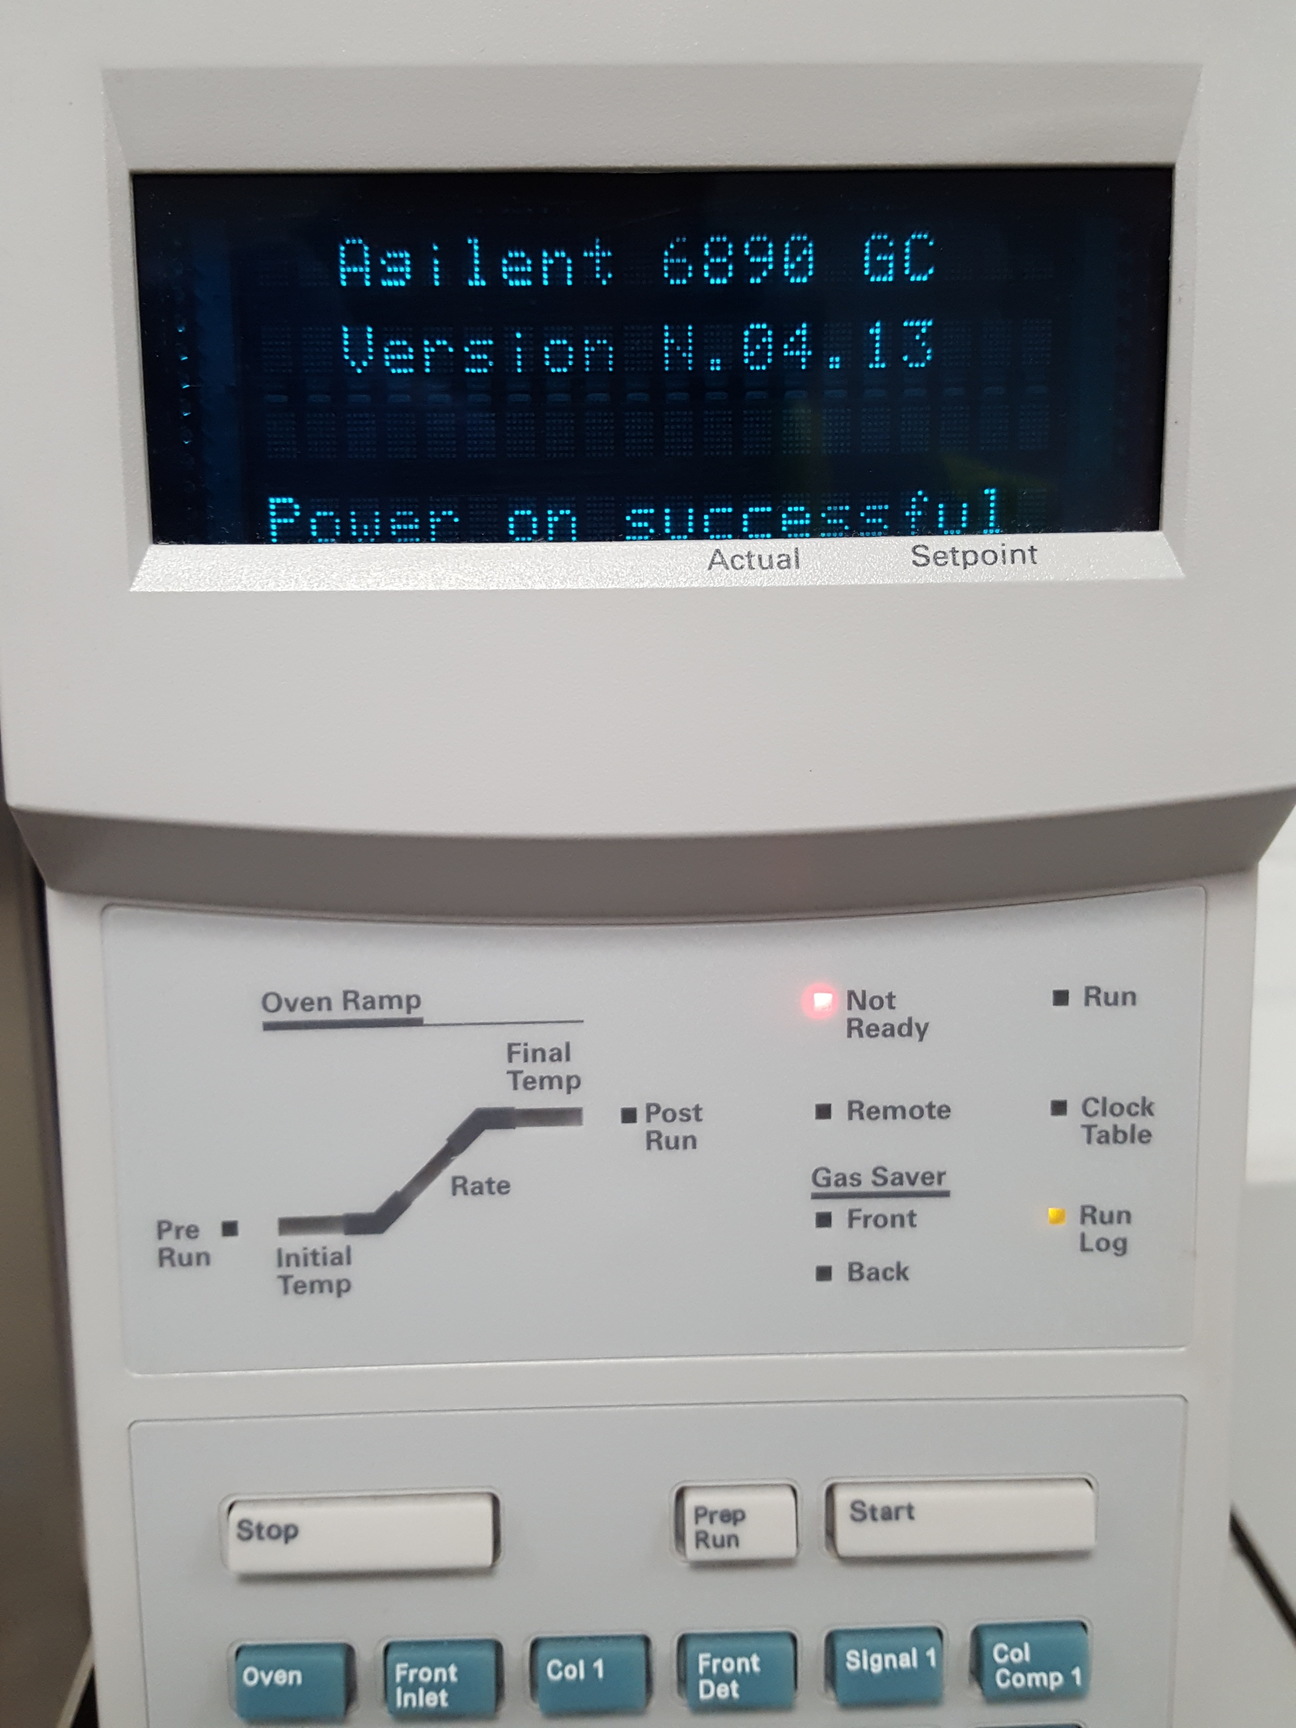 Agilent 6890 GC
Version N.04.13
Power on successful
Actual Setpoint
Oven Ramp
Final
Temp
Post
Run
Rate
Pre
Run
Initial
Temp
Not
Ready
Run
Remote
Clock
Table
Gas Saver
Front
Back
Run
Log
Stop
Prep
Run
Start
Oven
Front
Inlet
Col 1
Front
Det
Signal 1
Col
Comp 1